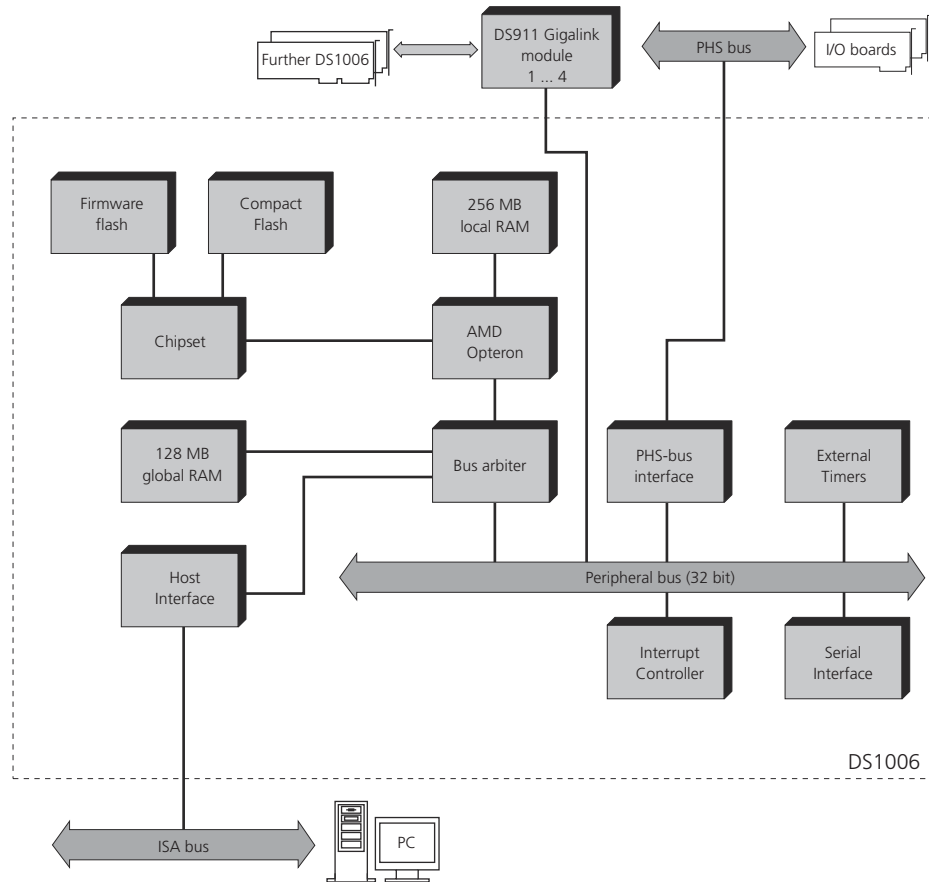 Further DS1006
DS911 Gigalink
module
1 ... 4
PHS bus
I/O boards
Firmware
flash
Compact
Flash
256 MB
local RAM
Chipset
AMD
Opteron
128 MB
global RAM
Bus arbiter
PHS-bus
interface
External
Timers
Host
Interface
Peripheral bus (32 bit)
Interrupt
Controller
Serial
Interface
DS1006
ISA bus
PC